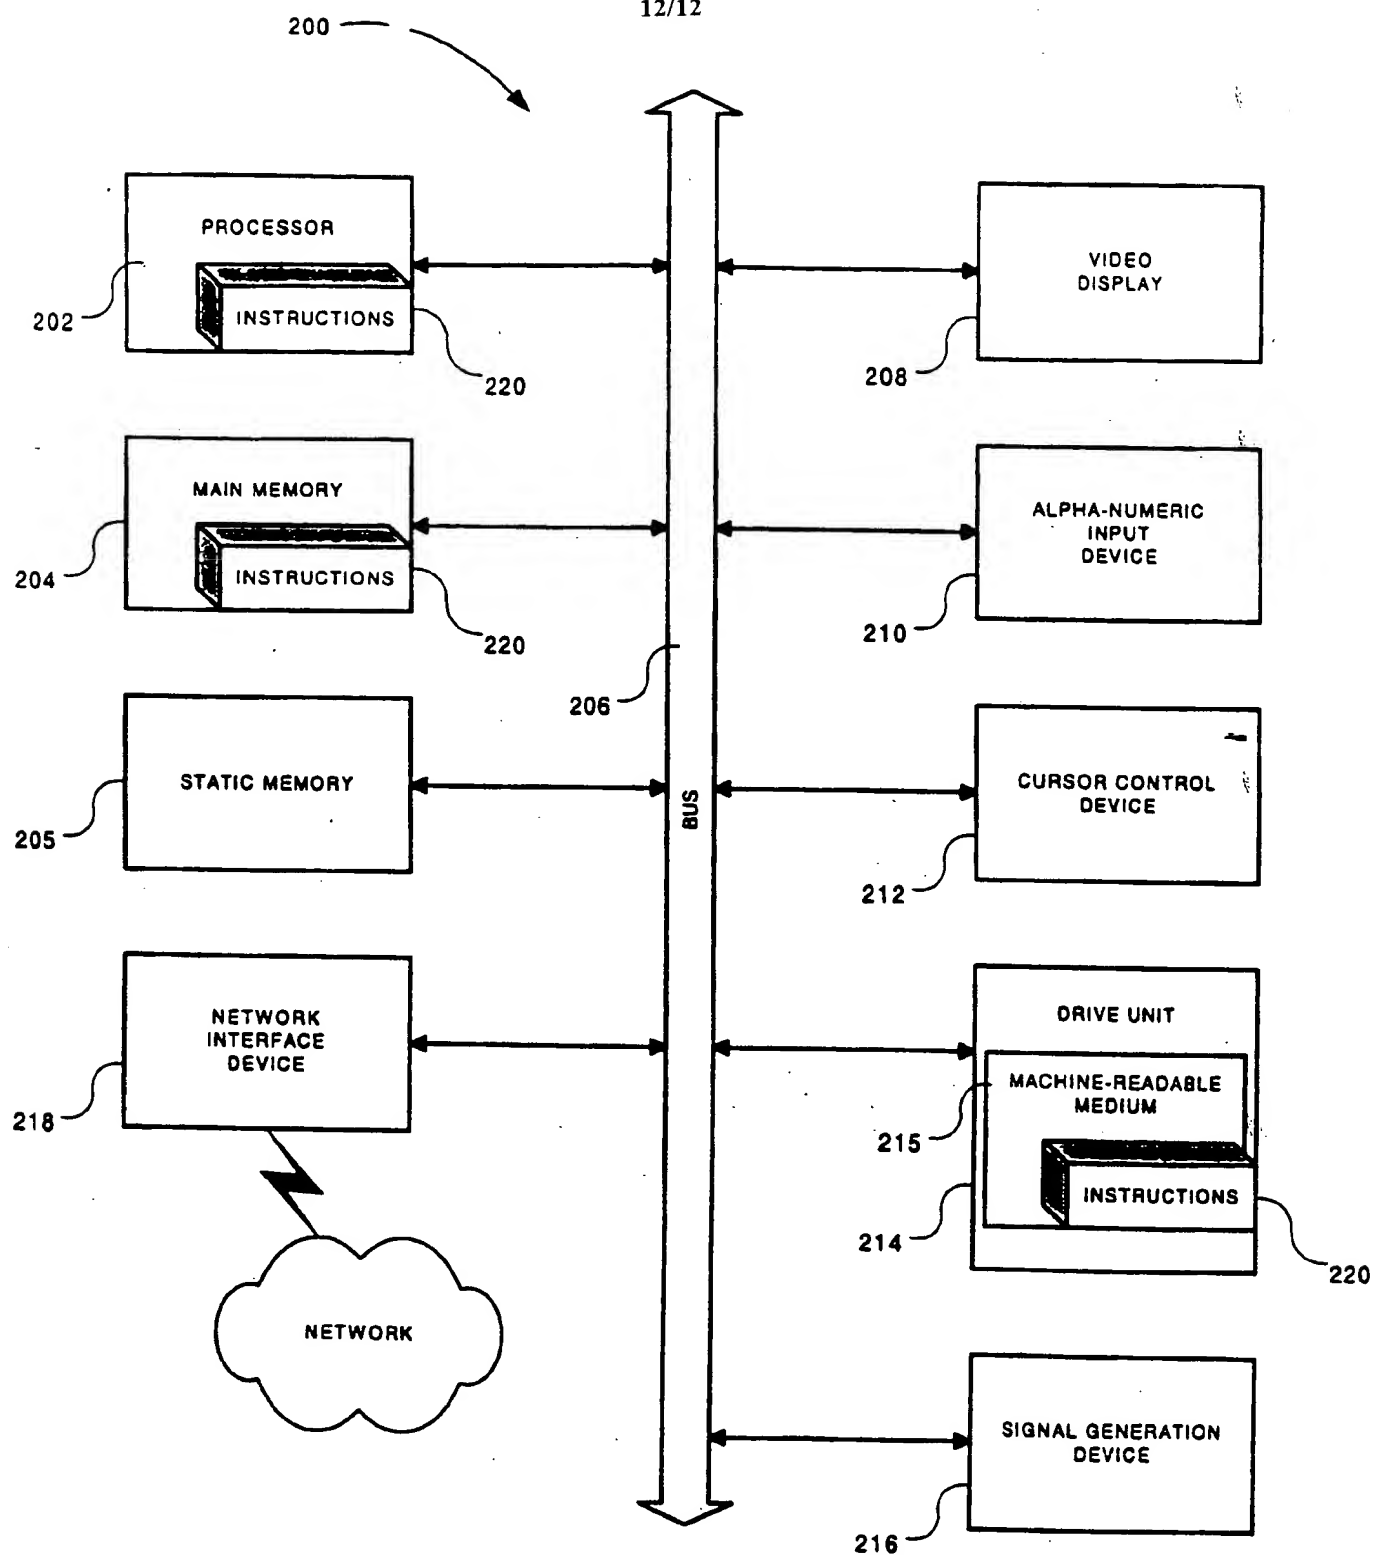 12/12
200
PROCESSOR
INSTRUCTIONS
202
220
MAIN MEMORY
INSTRUCTIONS
204
220
STATIC MEMORY
205
NETWORK
INTERFACE
DEVICE
218
NETWORK
206
BUS
VIDEO
DISPLAY
208
ALPHA-NUMERIC
INPUT
DEVICE
210
CURSOR CONTROL
DEVICE
212
DRIVE UNIT
MACHINE-READABLE
MEDIUM
215
INSTRUCTIONS
214
220
SIGNAL GENERATION
DEVICE
216